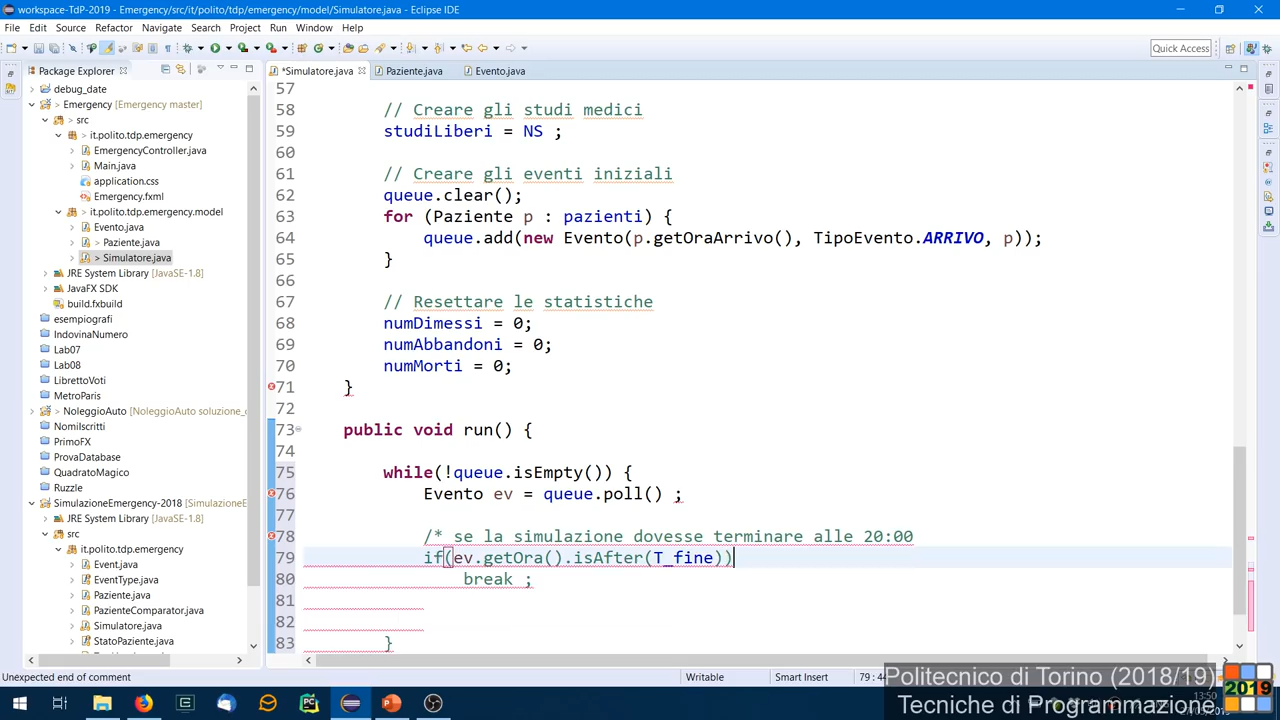 workspace-TdP-2019 - Emergency/src/it/polito/tdp/emergency/model/Simulatore.java - Eclipse IDE
File Edit Source Refactor Navigate Search Project Run Window Help
Quick Access
Package Explorer
*Simulatore.java Paziente.java Evento.java
debug_date
> Emergency [Emergency master]
> src
it.polito.tdp.emergency
EmergencyController.java
Main.java
application.css
Emergency.fxml
> it.polito.tdp.emergency.model
Evento.java
> Paziente.java
> Simulatore.java
JRE System Library [JavaSE-1.8]
JavaFX SDK
build.fxbuild
esempiografi
IndovinaNumero
Lab07
Lab08
LibrettoVoti
MetroParis
> NoleggioAuto [NoleggioAuto soluzione_
NomiIscritti
PrimoFX
ProvaDatabase
QuadratoMagico
Ruzzle
SimulazioneEmergency-2018 [SimulazioneE
JRE System Library [JavaSE-1.8]
src
it.polito.tdp.emergency
Event.java
EventType.java
Paziente.java
PazienteComparator.java
Simulatore.java
StatoPaziente.java
57
58 // Creare gli studi medici
59 studiLiberi = NS ;
60
61 // Creare gli eventi iniziali
62 queue.clear();
63 for (Paziente p : pazienti) {
64 queue.add(new Evento(p.getOraArrivo(), TipoEvento.ARRIVO, p));
65 }
66
67 // Resettare le statistiche
68 numDimessi = 0;
69 numAbbandoni = 0;
70 numMorti = 0;
71 }
72
73 public void run() {
74
75 while(!queue.isEmpty()) {
76 Evento ev = queue.poll() ;
77
78 /* se la simulazione dovesse terminare alle 20:00
79 if(ev.getOra().isAfter(T_fine))
80 break ;
81
82
83 }
Unexpected end of comment Writable Smart Insert 79 : 44
Politecnico di Torino (2018/19)
Tecniche di Programmazione
2019
13:50